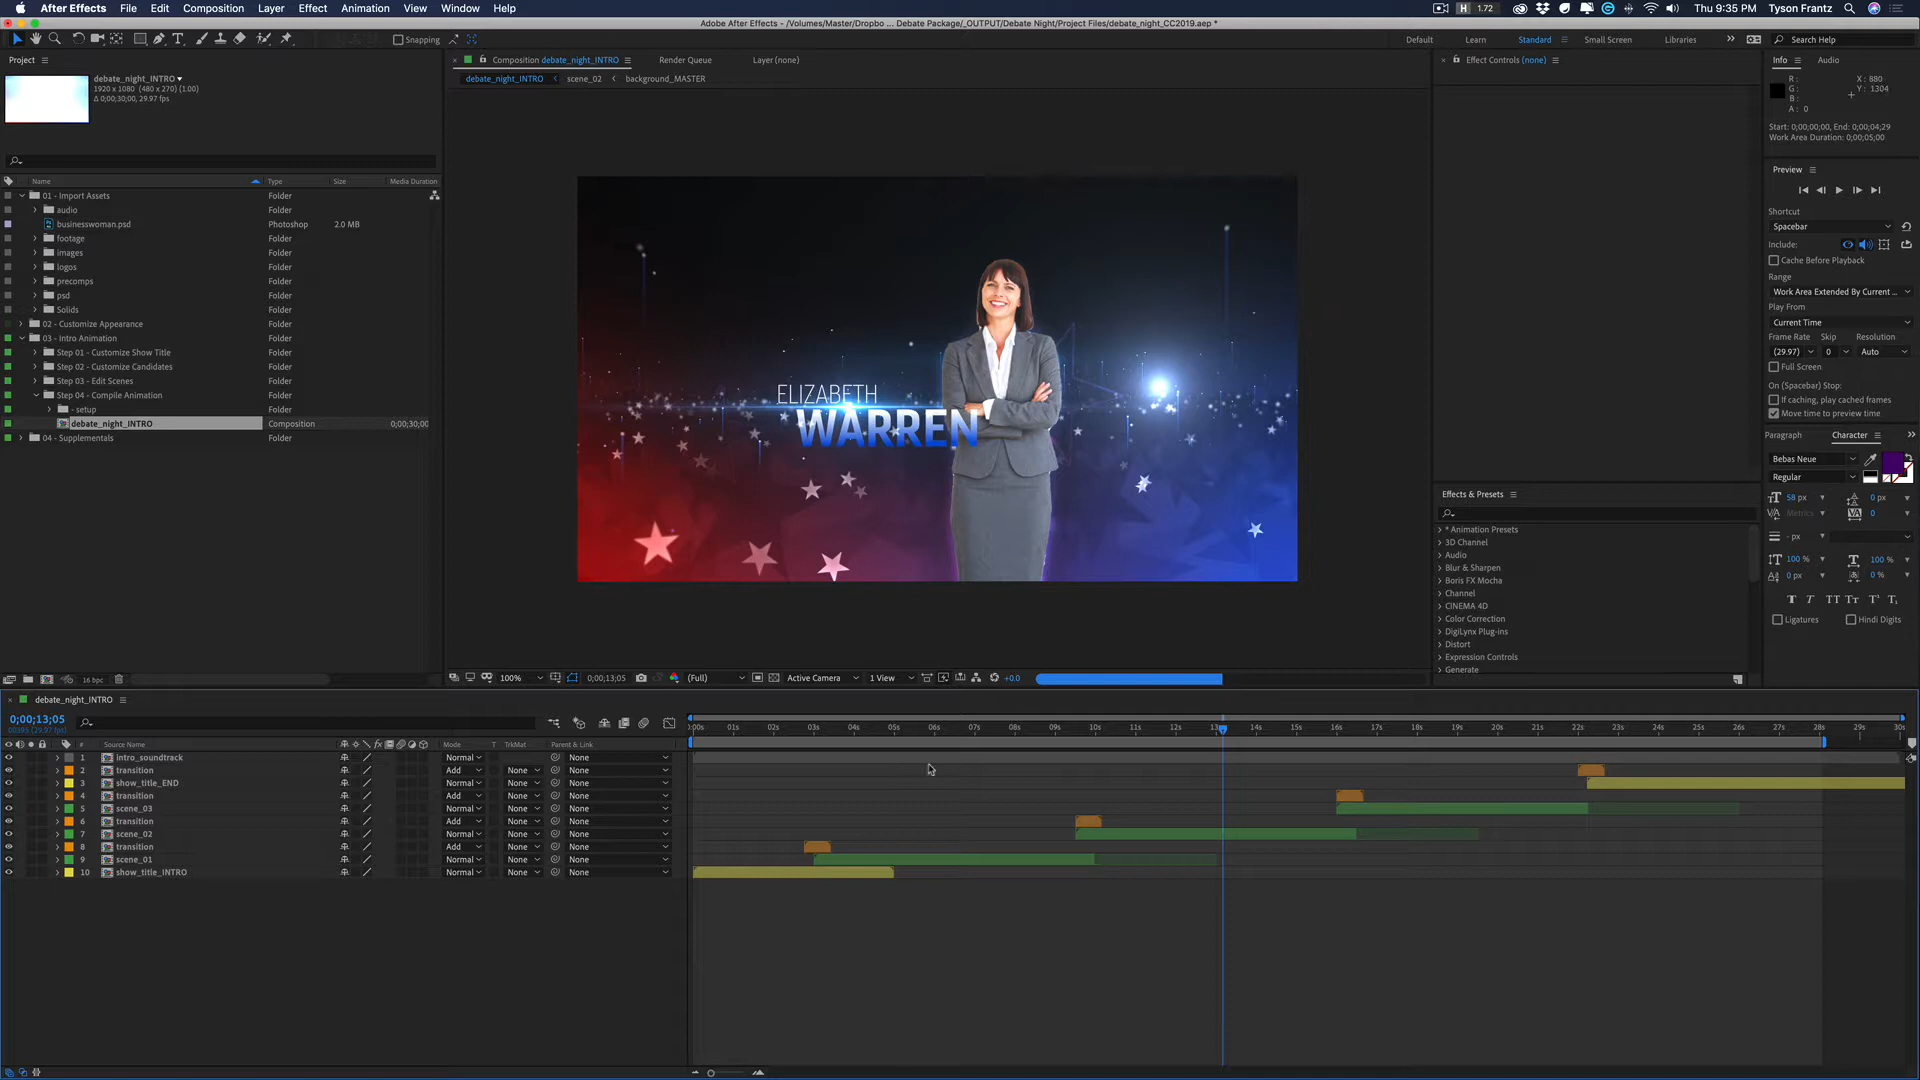 After Effects File Edit Composition Layer Effect Animation View Window Help
1.72 Thu 9:35 PM Tyson Frantz
Adobe After Effects - /Volumes/Master/Dropbo ... Debate Package/_OUTPUT/Debate Night/Project Files/debate_night_CC2019.aep *
Snapping
Default Learn Standard Small Screen Libraries Search Help
Project
debate_night_INTRO
1920 x 1080 (480 x 270) (1.00)
Δ 0;00;30;00, 29.97 fps
Name Type Size Media Duration
01 - Import Assets Folder
audio Folder
businesswoman.psd Photoshop 2.0 MB
footage Folder
images Folder
logos Folder
precomps Folder
psd Folder
Solids Folder
02 - Customize Appearance Folder
03 - Intro Animation Folder
Step 01 - Customize Show Title Folder
Step 02 - Customize Candidates Folder
Step 03 - Edit Scenes Folder
Step 04 - Compile Animation Folder
- setup Folder
debate_night_INTRO Composition 0;00;30;00
04 - Supplementals Folder
16 bpc
Composition debate_night_INTRO Render Queue Layer (none)
debate_night_INTRO scene_02 background_MASTER
ELIZABETH
WARREN
100% 0;00;13;05 (Full) Active Camera 1 View +0.0
Effect Controls (none)
Effects & Presets
* Animation Presets
3D Channel
Audio
Blur & Sharpen
Boris FX Mocha
Channel
CINEMA 4D
Color Correction
DigiLynx Plug-ins
Distort
Expression Controls
Generate
Info Audio
R : X : 880
G : Y : 1304
B :
A : 0
Start: 0;00;00;00, End: 0;00;04;29
Work Area Duration: 0;00;05;00
Preview
Shortcut
Spacebar
Include:
Cache Before Playback
Range
Work Area Extended By Current ...
Play From
Current Time
Frame Rate Skip Resolution
(29.97) 0 Auto
Full Screen
On (Spacebar) Stop:
If caching, play cached frames
Move time to preview time
Paragraph Character
Bebas Neue
Regular
58 px 0 px
Metrics 0
- px
100 % 100 %
0 px 0 %
Ligatures Hindi Digits
debate_night_INTRO
0;00;13;05
00395 (29.97 fps)
# Source Name Mode T TrkMat Parent & Link
:00s 01s 02s 03s 04s 05s 06s 07s 08s 09s 10s 11s 12s 13s 14s 15s 16s 17s 18s 19s 20s 21s 22s 23s 24s 25s 26s 27s 28s 29s 30s
1 intro_soundtrack Normal None
2 transition Add None None
3 show_title_END Normal None None
4 transition Add None None
5 scene_03 Normal None None
6 transition Add None None
7 scene_02 Normal None None
8 transition Add None None
9 scene_01 Normal None None
10 show_title_INTRO Normal None None